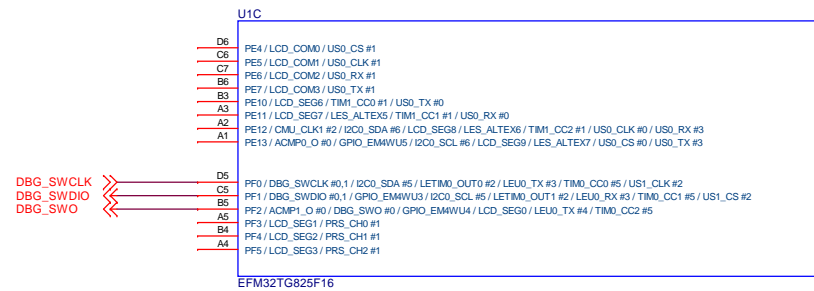 U1C
D6 PE4 / LCD_COM0 / US0_CS #1
C6 PE5 / LCD_COM1 / US0_CLK #1
C7 PE6 / LCD_COM2 / US0_RX #1
B6 PE7 / LCD_COM3 / US0_TX #1
B3 PE10 / LCD_SEG6 / TIM1_CC0 #1 / US0_TX #0
A3 PE11 / LCD_SEG7 / LES_ALTEX5 / TIM1_CC1 #1 / US0_RX #0
A2 PE12 / CMU_CLK1 #2 / I2C0_SDA #6 / LCD_SEG8 / LES_ALTEX6 / TIM1_CC2 #1 / US0_CLK #0 / US0_RX #3
A1 PE13 / ACMP0_O #0 / GPIO_EM4WU5 / I2C0_SCL #6 / LCD_SEG9 / LES_ALTEX7 / US0_CS #0 / US0_TX #3
DBG_SWCLK D5 PF0 / DBG_SWCLK #0,1 / I2C0_SDA #5 / LETIM0_OUT0 #2 / LEU0_TX #3 / TIM0_CC0 #5 / US1_CLK #2
DBG_SWDIO C5 PF1 / DBG_SWDIO #0,1 / GPIO_EM4WU3 / I2C0_SCL #5 / LETIM0_OUT1 #2 / LEU0_RX #3 / TIM0_CC1 #5 / US1_CS #2
DBG_SWO B5 PF2 / ACMP1_O #0 / DBG_SWO #0 / GPIO_EM4WU4 / LCD_SEG0 / LEU0_TX #4 / TIM0_CC2 #5
A5 PF3 / LCD_SEG1 / PRS_CH0 #1
B4 PF4 / LCD_SEG2 / PRS_CH1 #1
A4 PF5 / LCD_SEG3 / PRS_CH2 #1
EFM32TG825F16